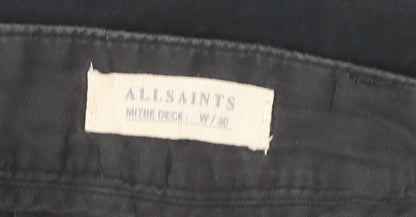 ALLSAINTS
MITRE DECK: W / 30